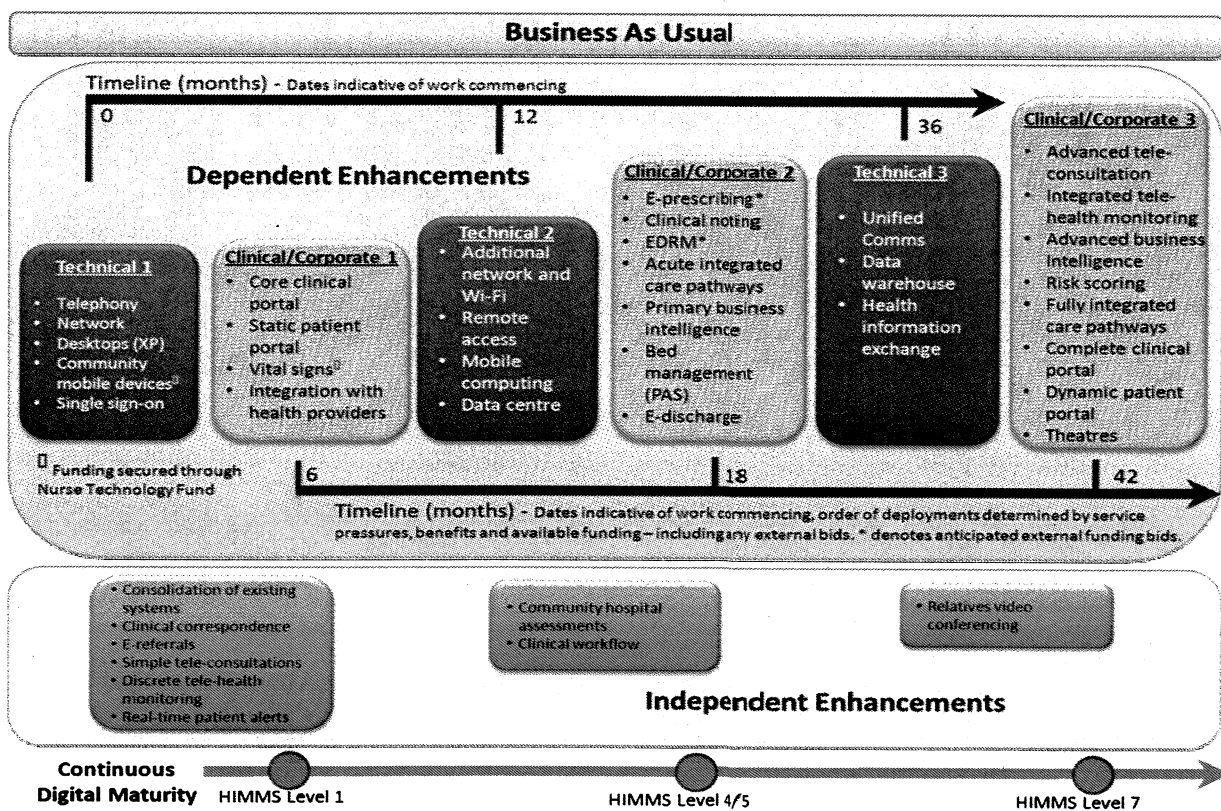 Business As Usual
Timeline (months) - Dates indicative of work commencing
0
12
36
Dependent Enhancements
Technical 1
• Telephony
• Network
• Desktops (XP)
• Community
mobile devices▯
• Single sign-on
Clinical/Corporate 1
• Core clinical
portal
• Static patient
portal
• Vital signs▯
• Integration with
health providers
Technical 2
• Additional
network and
Wi-Fi
• Remote
access
• Mobile
computing
• Data centre
Clinical/Corporate 2
• E-prescribing*
• Clinical noting
• EDRM*
• Acute integrated
care pathways
• Primary business
intelligence
• Bed
management
(PAS)
• E-discharge
Technical 3
• Unified
Comms
• Data
warehouse
• Health
information
exchange
Clinical/Corporate 3
• Advanced tele-
consultation
• Integrated tele-
health monitoring
• Advanced business
Intelligence
• Risk scoring
• Fully integrated
care pathways
• Complete clinical
portal
• Dynamic patient
portal
• Theatres
▯ Funding secured through
Nurse Technology Fund
6
18
42
Timeline (months) - Dates indicative of work commencing, order of deployments determined by service
pressures, benefits and available funding – including any external bids. * denotes anticipated external funding bids.
• Consolidation of existing
systems
• Clinical correspondence
• E-referrals
• Simple tele-consultations
• Discrete tele-health
monitoring
• Real-time patient alerts
• Community hospital
assessments
• Clinical workflow
• Relatives video
conferencing
Independent Enhancements
Continuous
Digital Maturity
HIMMS Level 1
HIMMS Level 4/5
HIMMS Level 7